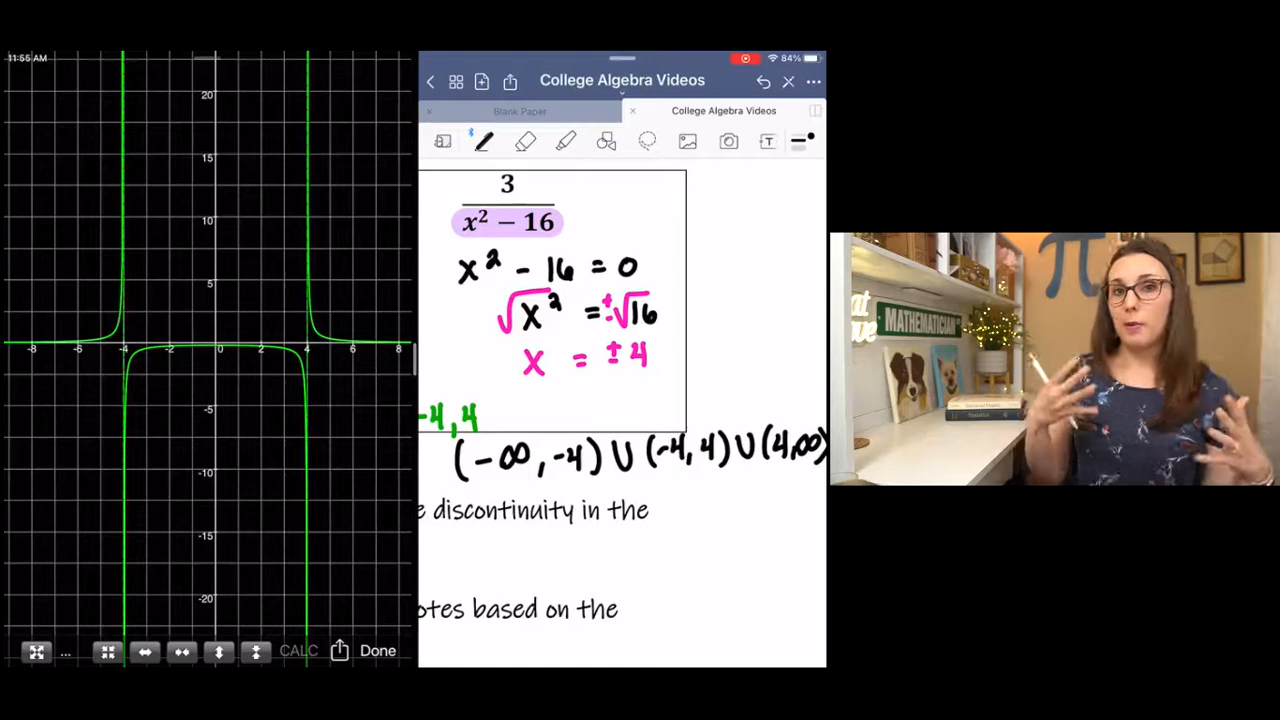 11:55 AM
84%
College Algebra Videos
Blank Paper
College Algebra Videos
T
20
15
10
5
-8 -6 -4 -2 0 2 4 6 8
-5
-10
-15
-20
... CALC Done
3
x² − 16
x² - 16 = 0
√x² = ±√16
x = ± 4
-4, 4
(-∞, -4) ∪ (-4, 4) ∪ (4, ∞)
e discontinuity in the
otes based on the
at
MATHEMATICIAN
π